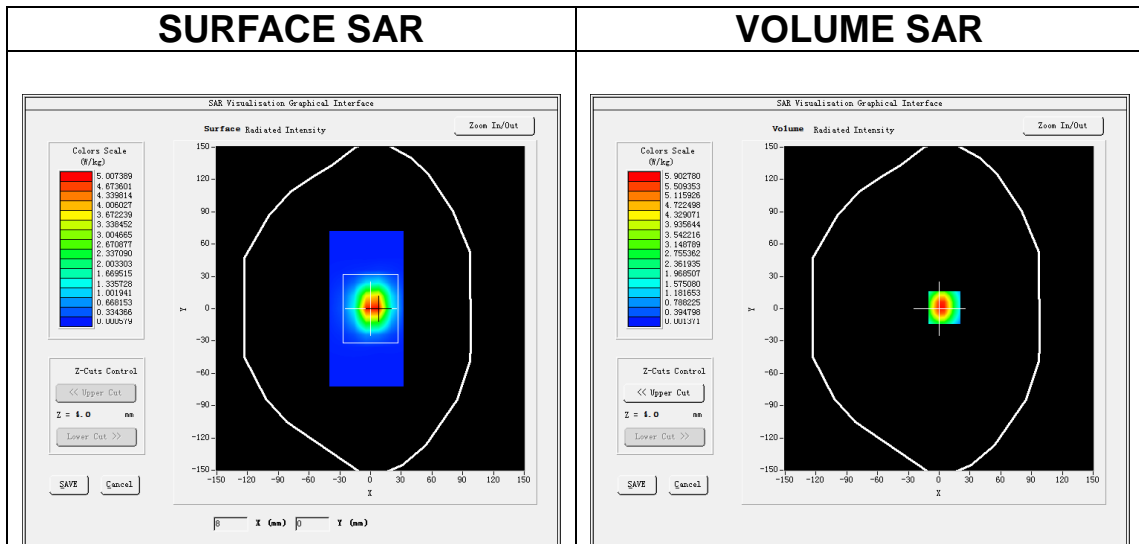 SURFACE SAR
VOLUME SAR
SAR Visualisation Graphical Interface
Surface Radiated Intensity
Zoom In/Out
Colors Scale
(W/kg)
5.007389
4.673601
4.339814
4.006027
3.672239
3.338452
3.004665
2.670877
2.337090
2.003303
1.669515
1.335728
1.001941
0.668153
0.334366
0.000579
Z-Cuts Control
<< Upper Cut
Z = 4.0 mm
Lower Cut >>
SAVE
Cancel
150
120
90
60
30
0
-30
-60
-90
-120
-150
Y
-150 -120 -90 -60 -30 0 30 60 90 120 150
X
8 X (mm) 0 Y (mm)
SAR Visualisation Graphical Interface
Volume Radiated Intensity
Zoom In/Out
Colors Scale
(W/kg)
5.902780
5.509353
5.115926
4.722498
4.329071
3.935644
3.542216
3.148789
2.755362
2.361935
1.968507
1.575080
1.181653
0.788225
0.394798
0.001371
Z-Cuts Control
<< Upper Cut
Z = 4.0 mm
Lower Cut >>
SAVE
Cancel
150
120
90
60
30
0
-30
-60
-90
-120
-150
Y
-150 -120 -90 -60 -30 0 30 60 90 120 150
X